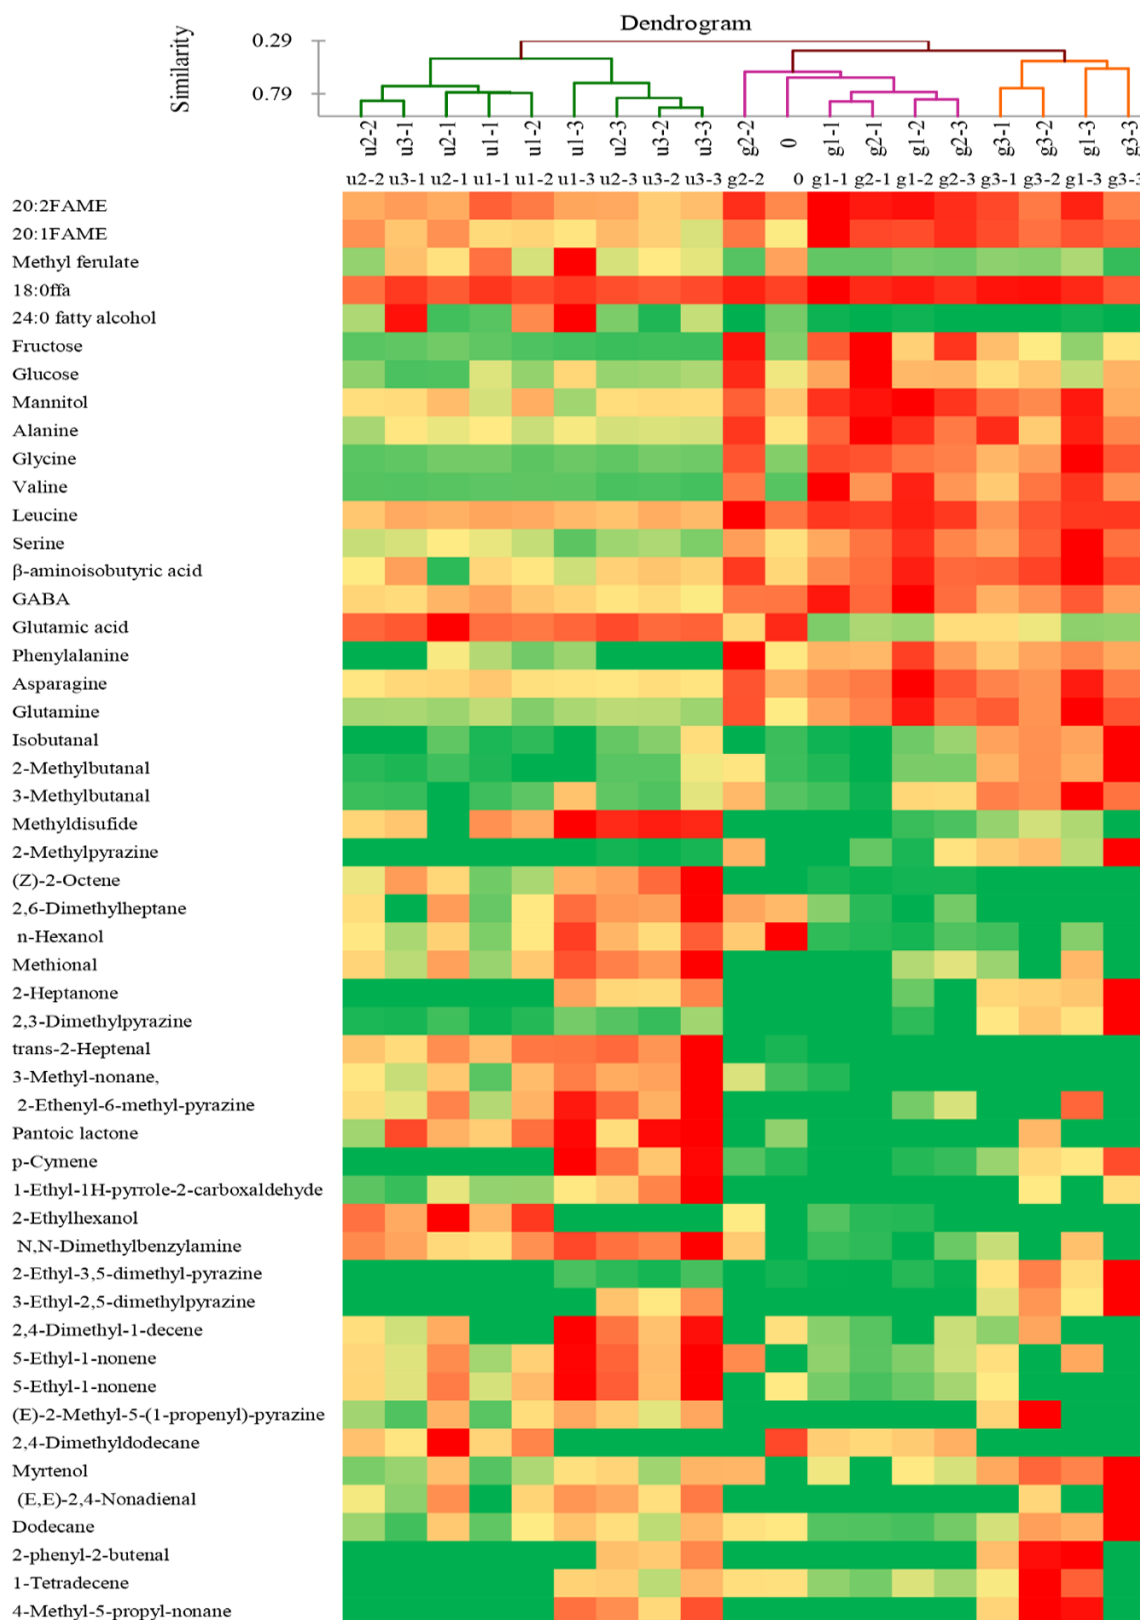 Dendrogram
Similarity
0.29
0.79
u2-2 u3-1 u2-1 u1-1 u1-2 u1-3 u2-3 u3-2 u3-3 g2-2 0 g1-1 g2-1 g1-2 g2-3 g3-1 g3-2 g1-3 g3-3
u2-2 u3-1 u2-1 u1-1 u1-2 u1-3 u2-3 u3-2 u3-3 g2-2 0 g1-1 g2-1 g1-2 g2-3 g3-1 g3-2 g1-3 g3-3
20:2FAME
20:1FAME
Methyl ferulate
18:0ffa
24:0 fatty alcohol
Fructose
Glucose
Mannitol
Alanine
Glycine
Valine
Leucine
Serine
β-aminoisobutyric acid
GABA
Glutamic acid
Phenylalanine
Asparagine
Glutamine
Isobutanal
2-Methylbutanal
3-Methylbutanal
Methyldisufide
2-Methylpyrazine
(Z)-2-Octene
2,6-Dimethylheptane
n-Hexanol
Methional
2-Heptanone
2,3-Dimethylpyrazine
trans-2-Heptenal
3-Methyl-nonane,
2-Ethenyl-6-methyl-pyrazine
Pantoic lactone
p-Cymene
1-Ethyl-1H-pyrrole-2-carboxaldehyde
2-Ethylhexanol
N,N-Dimethylbenzylamine
2-Ethyl-3,5-dimethyl-pyrazine
3-Ethyl-2,5-dimethylpyrazine
2,4-Dimethyl-1-decene
5-Ethyl-1-nonene
5-Ethyl-1-nonene
(E)-2-Methyl-5-(1-propenyl)-pyrazine
2,4-Dimethyldodecane
Myrtenol
(E,E)-2,4-Nonadienal
Dodecane
2-phenyl-2-butenal
1-Tetradecene
4-Methyl-5-propyl-nonane